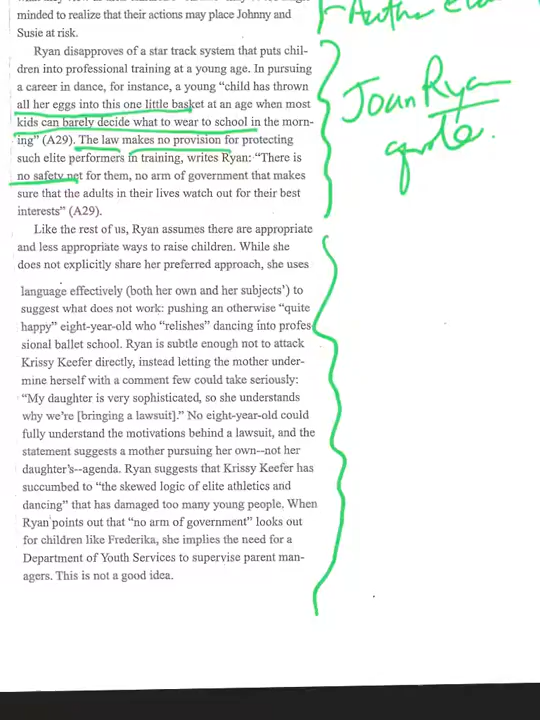 minded to realize that their actions may place Johnny and
Susie at risk.
Ryan disapproves of a star track system that puts chil-
dren into professional training at a young age. In pursuing
a career in dance, for instance, a young “child has thrown
all her eggs into this one little basket at an age when most
kids can barely decide what to wear to school in the morn-
ing” (A29). The law makes no provision for protecting
such elite performers in training, writes Ryan: “There is
no safety net for them, no arm of government that makes
sure that the adults in their lives watch out for their best
interests” (A29).
Like the rest of us, Ryan assumes there are appropriate
and less appropriate ways to raise children. While she
does not explicitly share her preferred approach, she uses
language effectively (both her own and her subjects’) to
suggest what does not work: pushing an otherwise “quite
happy” eight-year-old who “relishes” dancing into profes
sional ballet school. Ryan is subtle enough not to attack
Krissy Keefer directly, instead letting the mother under-
mine herself with a comment few could take seriously:
“My daughter is very sophisticated, so she understands
why we’re [bringing a lawsuit].” No eight-year-old could
fully understand the motivations behind a lawsuit, and the
statement suggests a mother pursuing her own--not her
daughter’s--agenda. Ryan suggests that Krissy Keefer has
succumbed to “the skewed logic of elite athletics and
dancing” that has damaged too many young people. When
Ryan points out that “no arm of government” looks out
for children like Frederika, she implies the need for a
Department of Youth Services to supervise parent man-
agers. This is not a good idea.
Joan Ryan
quote.